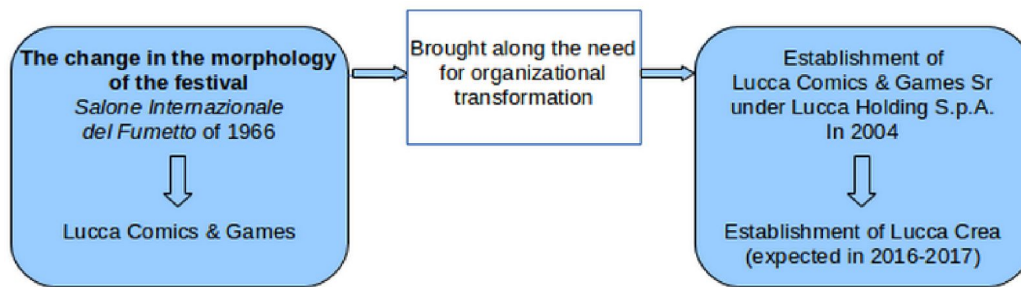 The change in the morphology
of the festival
Salone Internazionale
del Fumetto of 1966
Lucca Comics & Games
Brought along the need
for organizational
transformation
Establishment of
Lucca Comics & Games Sr
under Lucca Holding S.p.A.
In 2004
Establishment of Lucca Crea
(expected in 2016-2017)